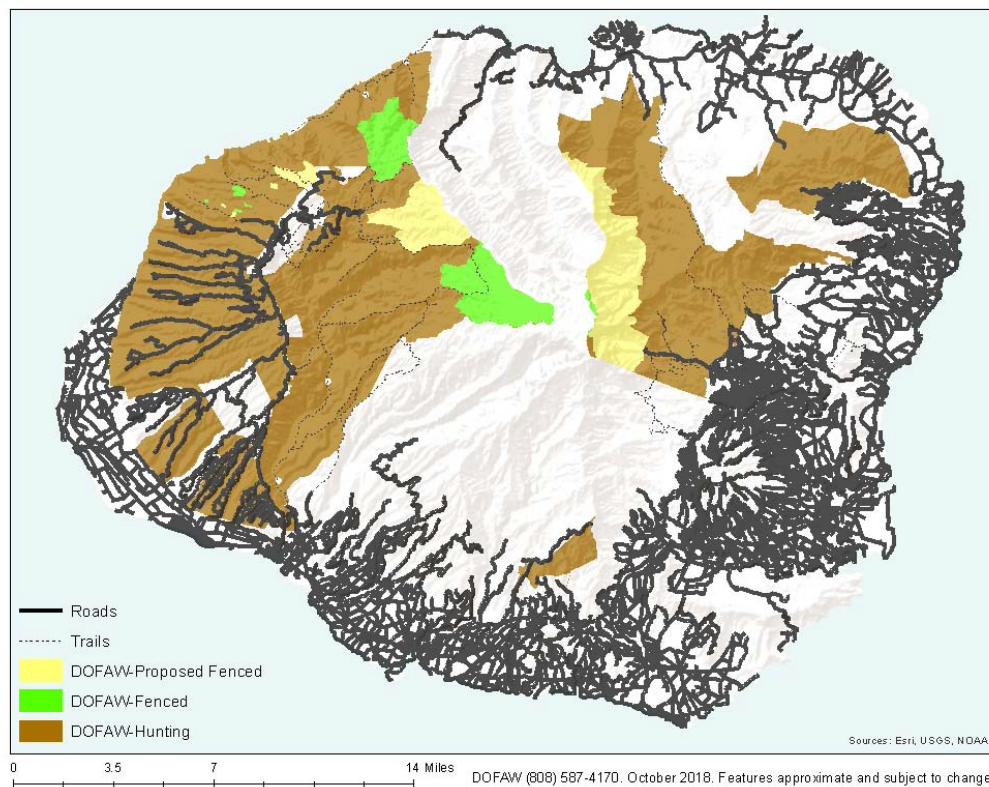 Roads
Trails
DOFAW-Proposed Fenced
DOFAW-Fenced
DOFAW-Hunting
Sources: Esri, USGS, NOAA
0 3.5 7 14 Miles
DOFAW (808) 587-4170. October 2018. Features approximate and subject to change